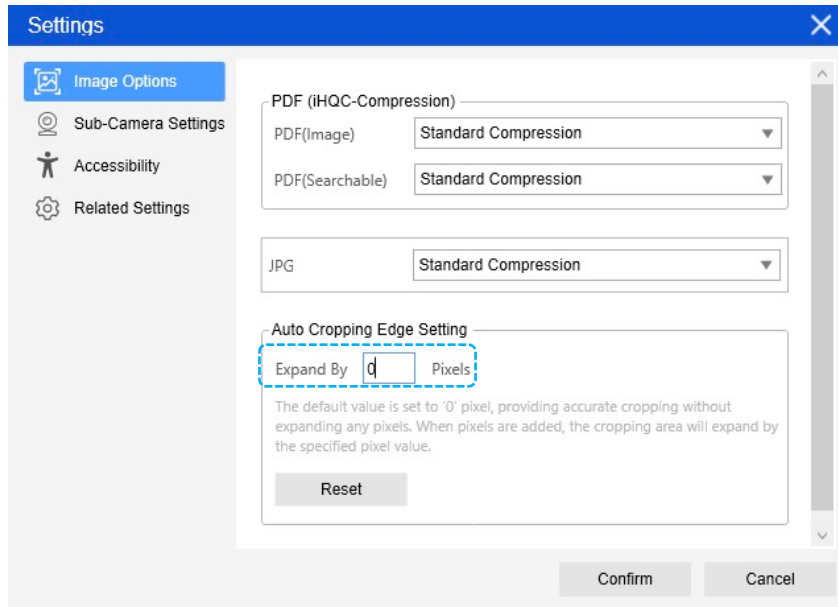 Settings
Image Options
Sub-Camera Settings
Accessibility
Related Settings
PDF (iHQC-Compression)
PDF(Image) Standard Compression
PDF(Searchable) Standard Compression
JPG Standard Compression
Auto Cropping Edge Setting
Expand By 0 Pixels
The default value is set to '0' pixel, providing accurate cropping without
expanding any pixels. When pixels are added, the cropping area will expand by
the specified pixel value.
Reset
Confirm Cancel